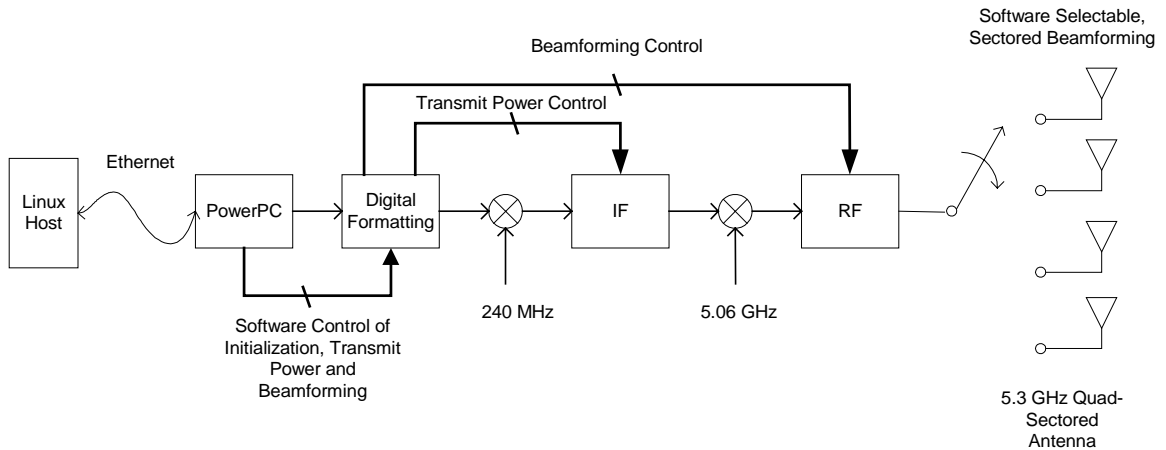 Software Selectable,
Sectored Beamforming
Beamforming Control
Transmit Power Control
Ethernet
Linux
Host
PowerPC
Digital
Formatting
IF
RF
240 MHz
5.06 GHz
Software Control of
Initialization, Transmit
Power and
Beamforming
5.3 GHz Quad-
Sectored
Antenna